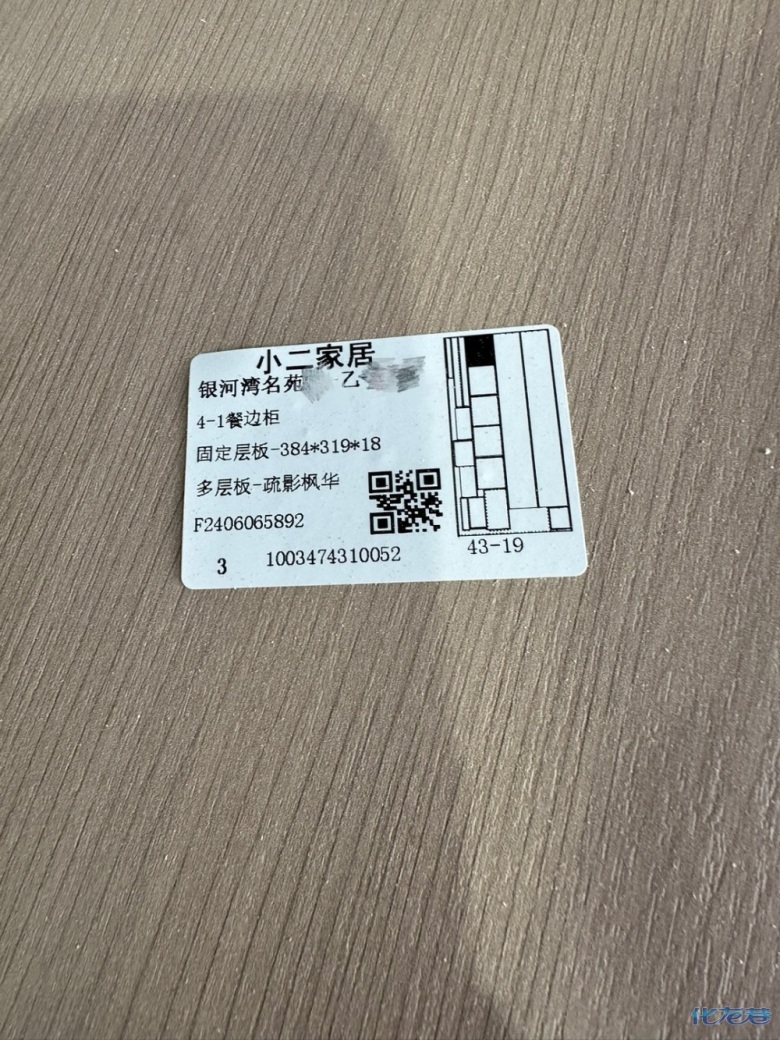 小二家居
银河湾名苑 乙
4-1餐边柜
固定层板-384*319*18
多层板-疏影枫华
F2406065892
3 1003474310052
43-19
化龙巷